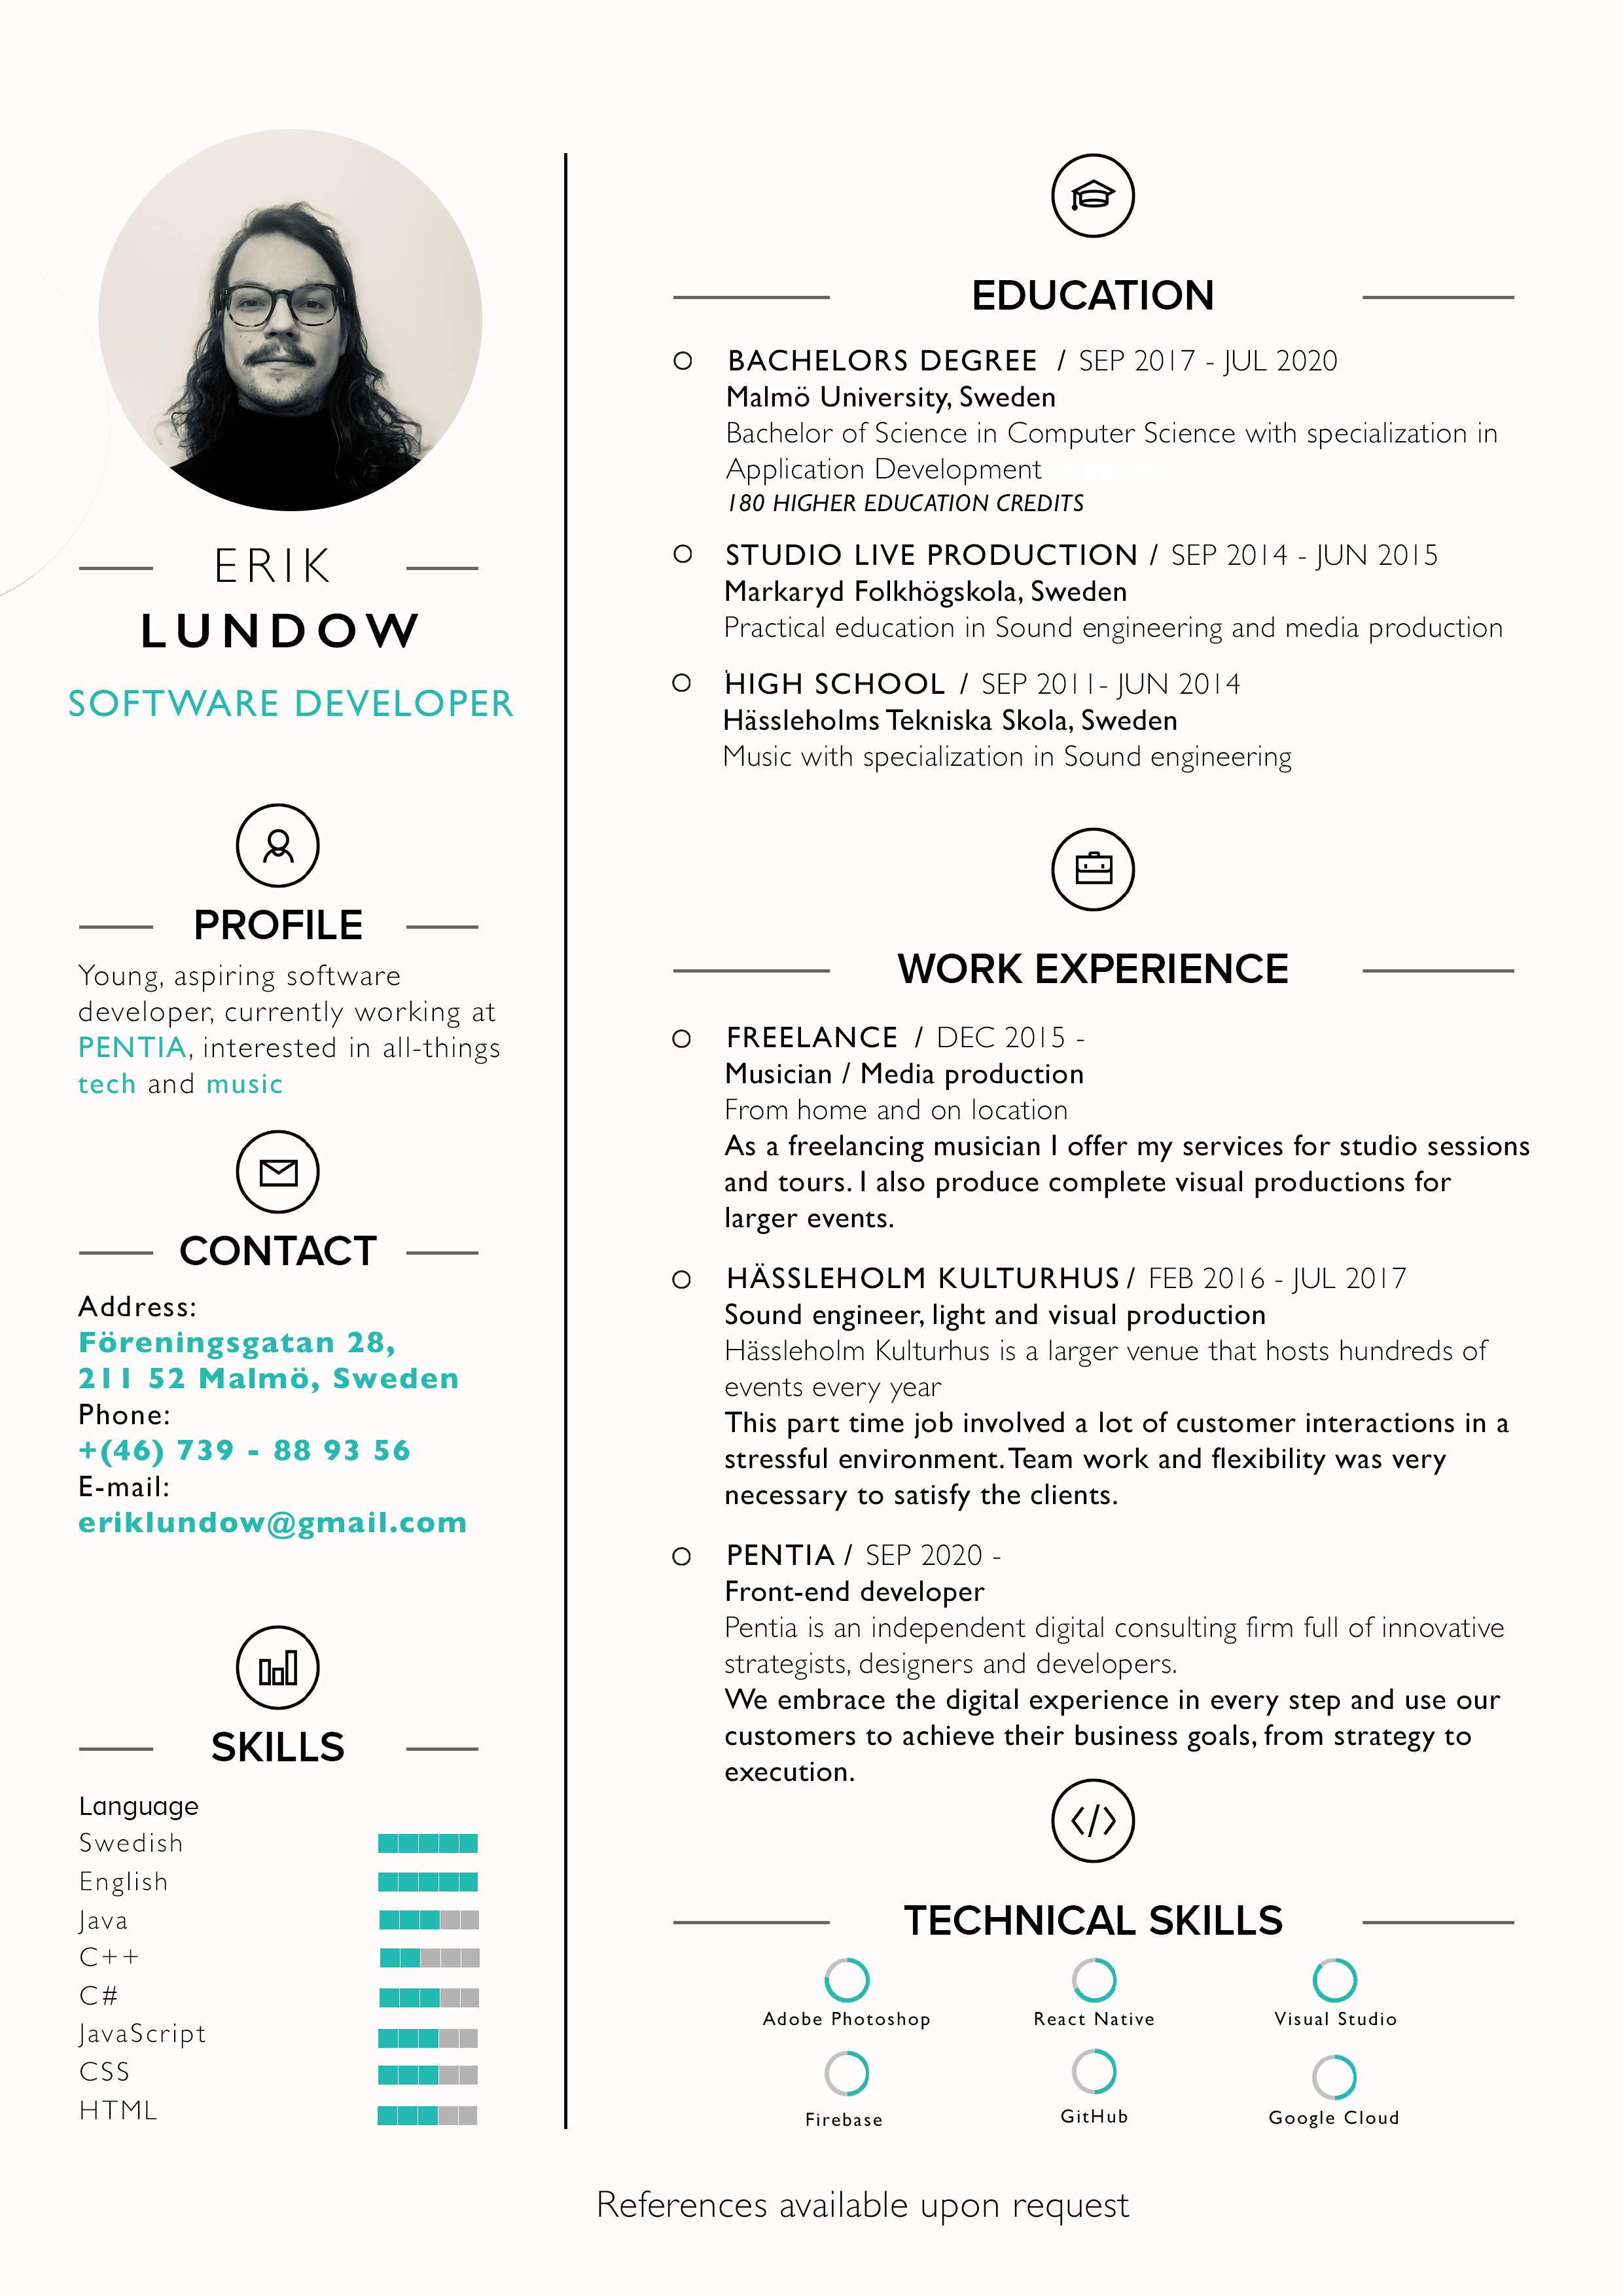 ERIK
LUNDOW
SOFTWARE DEVELOPER
PROFILE
Young, aspiring software
developer, currently working at
PENTIA, interested in all-things
tech and music
CONTACT
Address:
Föreningsgatan 28,
211 52 Malmö, Sweden
Phone:
+(46) 739 - 88 93 56
E-mail:
eriklundow@gmail.com
SKILLS
Language
Swedish
English
Java
C++
C#
JavaScript
CSS
HTML
EDUCATION
BACHELORS DEGREE / SEP 2017 - JUL 2020
Malmö University, Sweden
Bachelor of Science in Computer Science with specialization in
Application Development
180 HIGHER EDUCATION CREDITS
STUDIO LIVE PRODUCTION / SEP 2014 - JUN 2015
Markaryd Folkhögskola, Sweden
Practical education in Sound engineering and media production
HIGH SCHOOL / SEP 2011- JUN 2014
Hässleholms Tekniska Skola, Sweden
Music with specialization in Sound engineering
WORK EXPERIENCE
FREELANCE / DEC 2015 -
Musician / Media production
From home and on location
As a freelancing musician I offer my services for studio sessions
and tours. I also produce complete visual productions for
larger events.
HÄSSLEHOLM KULTURHUS / FEB 2016 - JUL 2017
Sound engineer, light and visual production
Hässleholm Kulturhus is a larger venue that hosts hundreds of
events every year
This part time job involved a lot of customer interactions in a
stressful environment. Team work and flexibility was very
necessary to satisfy the clients.
PENTIA / SEP 2020 -
Front-end developer
Pentia is an independent digital consulting firm full of innovative
strategists, designers and developers.
We embrace the digital experience in every step and use our
customers to achieve their business goals, from strategy to
execution.
TECHNICAL SKILLS
Adobe Photoshop
React Native
Visual Studio
Firebase
GitHub
Google Cloud
References available upon request